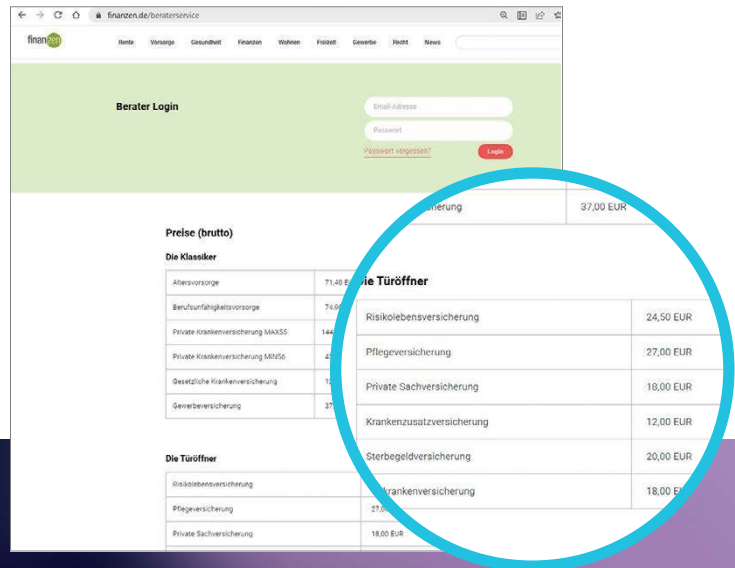 finanzen.de/beraterservice
finanzen
Rente Vorsorge Gesundheit Finanzen Wohnen Freizeit Gewerbe Recht News
Berater Login
Email-Adresse
Passwort
Passwort vergessen?
Login
Preise (brutto)
Die Klassiker
Altersvorsorge 71,40
Berufsunfähigkeitsvorsorge
Private Krankenversicherung MAX55
Private Krankenversicherung MIN56
Gesetzliche Krankenversicherung
Gewerbeversicherung
Die Türöffner
Risikolebensversicherung
Pflegeversicherung
Private Sachversicherung 18,00 EUR
37,00 EUR
Die Türöffner
Risikolebensversicherung 24,50 EUR
Pflegeversicherung 27,00 EUR
Private Sachversicherung 18,00 EUR
Krankenzusatzversicherung 12,00 EUR
Sterbegeldversicherung 20,00 EUR
krankenversicherung 18,00 EUR